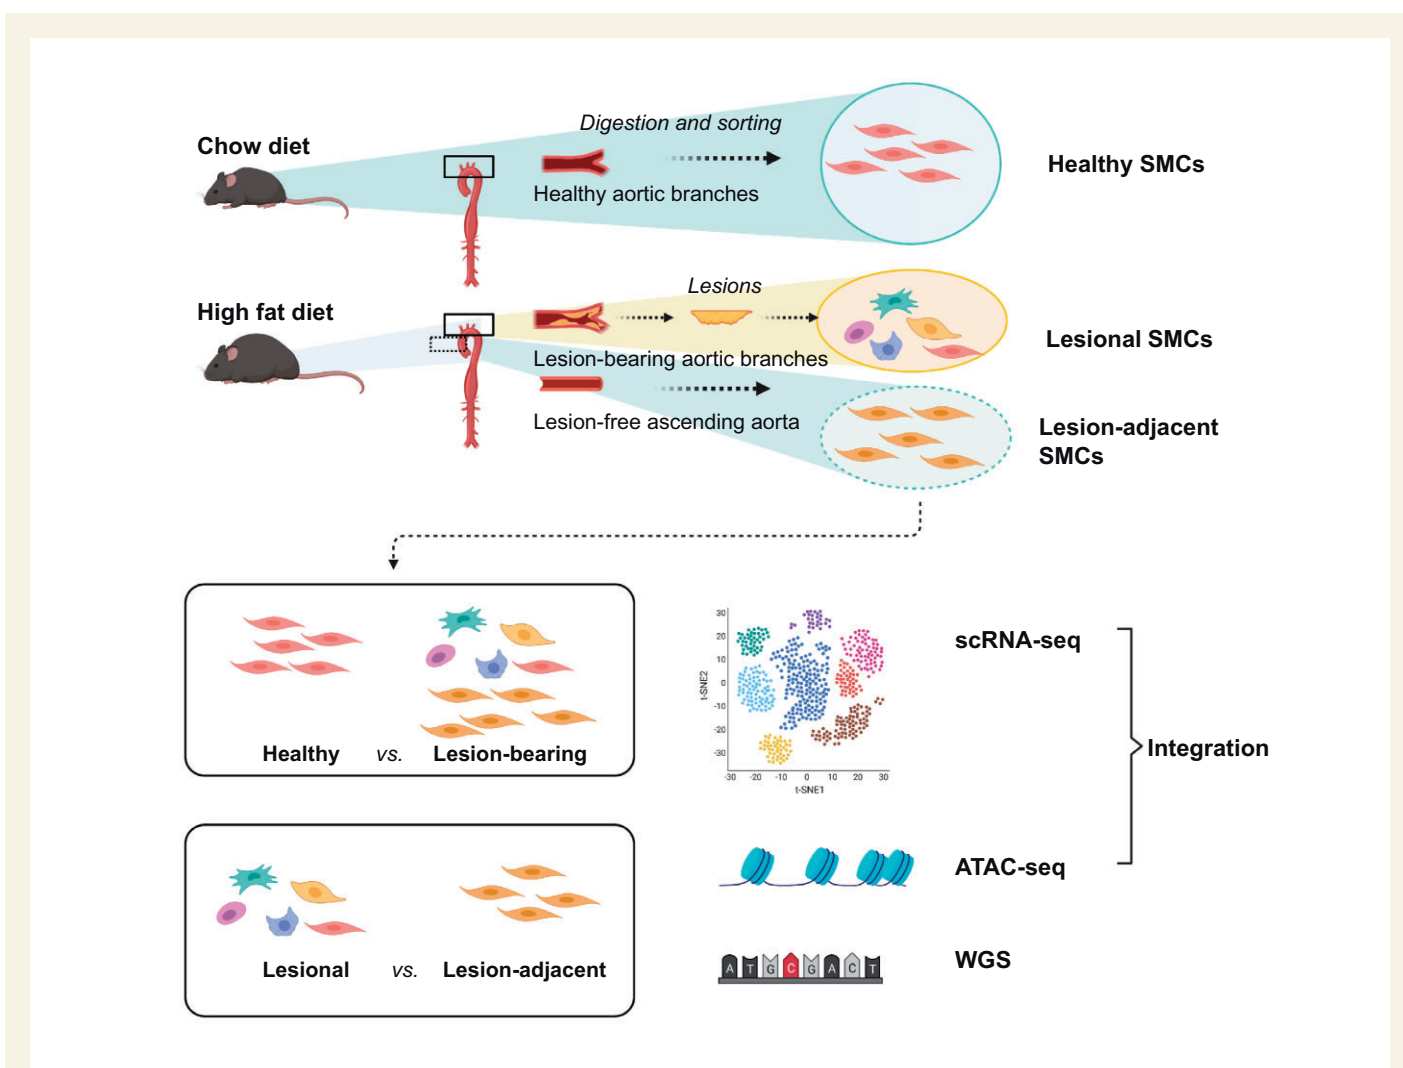 Digestion and sorting
Chow diet
Healthy SMCs
Healthy aortic branches
Lesions
High fat diet
Lesional SMCs
Lesion-bearing aortic branches
Lesion-free ascending aorta
Lesion-adjacent
SMCs
Healthy vs. Lesion-bearing
30
20
10
0
-10
-20
-30
t-SNE2
-30 -20 -10 0 10 20 30
t-SNE1
scRNA-seq
Integration
ATAC-seq
Lesional vs. Lesion-adjacent
A T G C G A C T
WGS